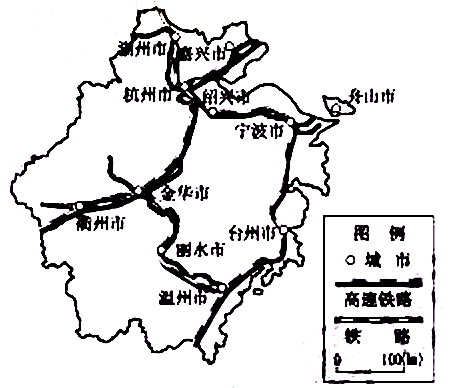 湖州市
嘉兴市
杭州市
绍兴市
舟山市
宁波市
金华市
衢州市
台州市
丽水市
温州市
图 例
城 市
高速铁路
铁 路
0 100(km)